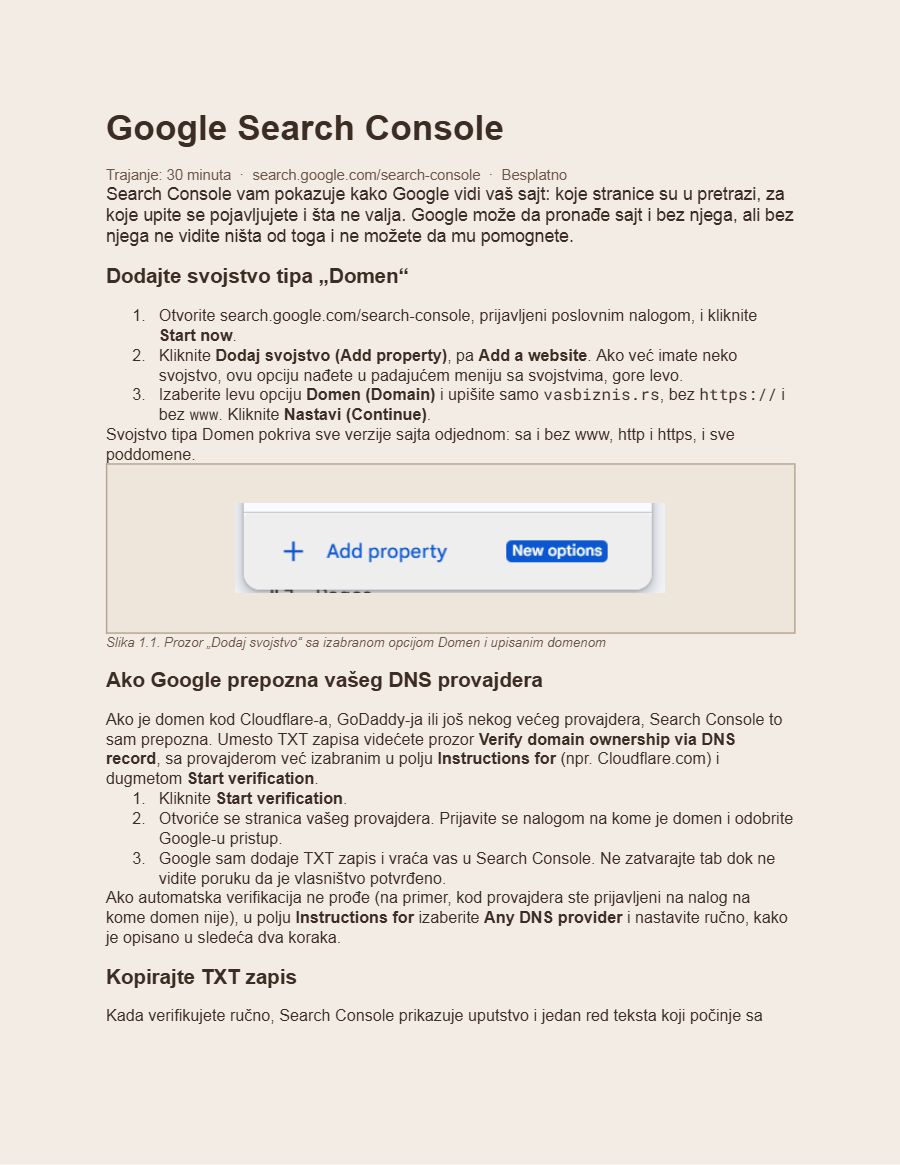 Google Search Console
Trajanje: 30 minuta · search.google.com/search-console · Besplatno
Search Console vam pokazuje kako Google vidi vaš sajt: koje stranice su u pretrazi, za
koje upite se pojavljujete i šta ne valja. Google može da pronađe sajt i bez njega, ali bez
njega ne vidite ništa od toga i ne možete da mu pomognete.
Dodajte svojstvo tipa „Domen“
1. Otvorite search.google.com/search-console, prijavljeni poslovnim nalogom, i kliknite
Start now.
2. Kliknite Dodaj svojstvo (Add property), pa Add a website. Ako već imate neko
svojstvo, ovu opciju nađete u padajućem meniju sa svojstvima, gore levo.
3. Izaberite levu opciju Domen (Domain) i upišite samo vasbiznis.rs, bez https:// i
bez www. Kliknite Nastavi (Continue).
Svojstvo tipa Domen pokriva sve verzije sajta odjednom: sa i bez www, http i https, i sve
poddomene.
+ Add property New options
Slika 1.1. Prozor „Dodaj svojstvo“ sa izabranom opcijom Domen i upisanim domenom
Ako Google prepozna vašeg DNS provajdera
Ako je domen kod Cloudflare-a, GoDaddy-ja ili još nekog većeg provajdera, Search Console to
sam prepozna. Umesto TXT zapisa videćete prozor Verify domain ownership via DNS
record, sa provajderom već izabranim u polju Instructions for (npr. Cloudflare.com) i
dugmetom Start verification.
1. Kliknite Start verification.
2. Otvoriće se stranica vašeg provajdera. Prijavite se nalogom na kome je domen i odobrite
Google-u pristup.
3. Google sam dodaje TXT zapis i vraća vas u Search Console. Ne zatvarajte tab dok ne
vidite poruku da je vlasništvo potvrđeno.
Ako automatska verifikacija ne prođe (na primer, kod provajdera ste prijavljeni na nalog na
kome domen nije), u polju Instructions for izaberite Any DNS provider i nastavite ručno, kako
je opisano u sledeća dva koraka.
Kopirajte TXT zapis
Kada verifikujete ručno, Search Console prikazuje uputstvo i jedan red teksta koji počinje sa